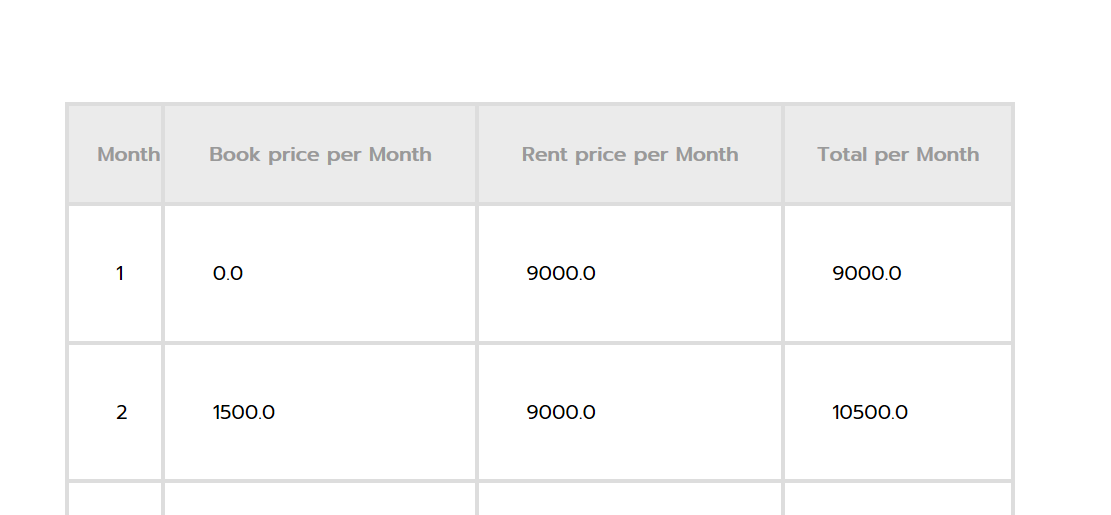 Month Book price per Month Rent price per Month Total per Month
1 0.0 9000.0 9000.0
2 1500.0 9000.0 10500.0